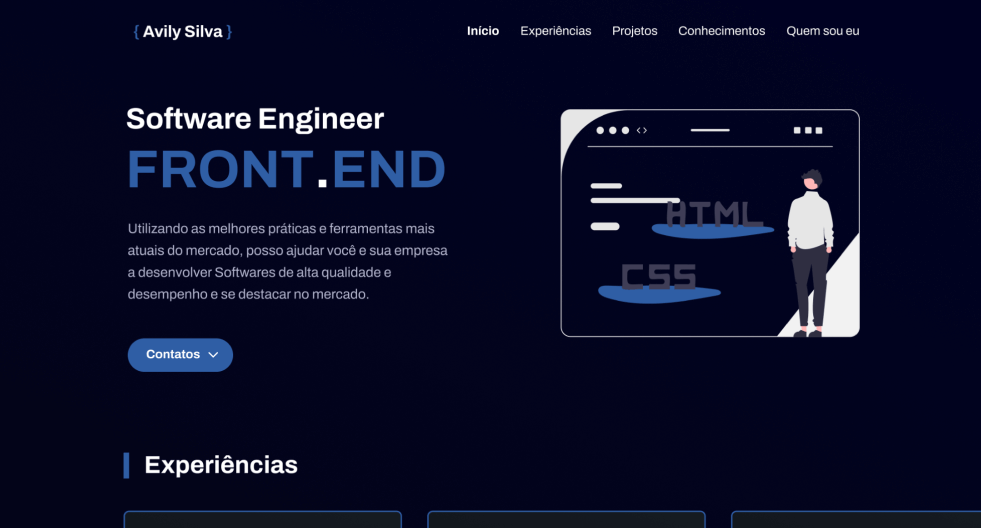 { Avily Silva }
Início Experiências Projetos Conhecimentos Quem sou eu
Software Engineer
FRONT.END
Utilizando as melhores práticas e ferramentas mais
atuais do mercado, posso ajudar você e sua empresa
a desenvolver Softwares de alta qualidade e
desempenho e se destacar no mercado.
Contatos
<>
HTML
CSS
Experiências